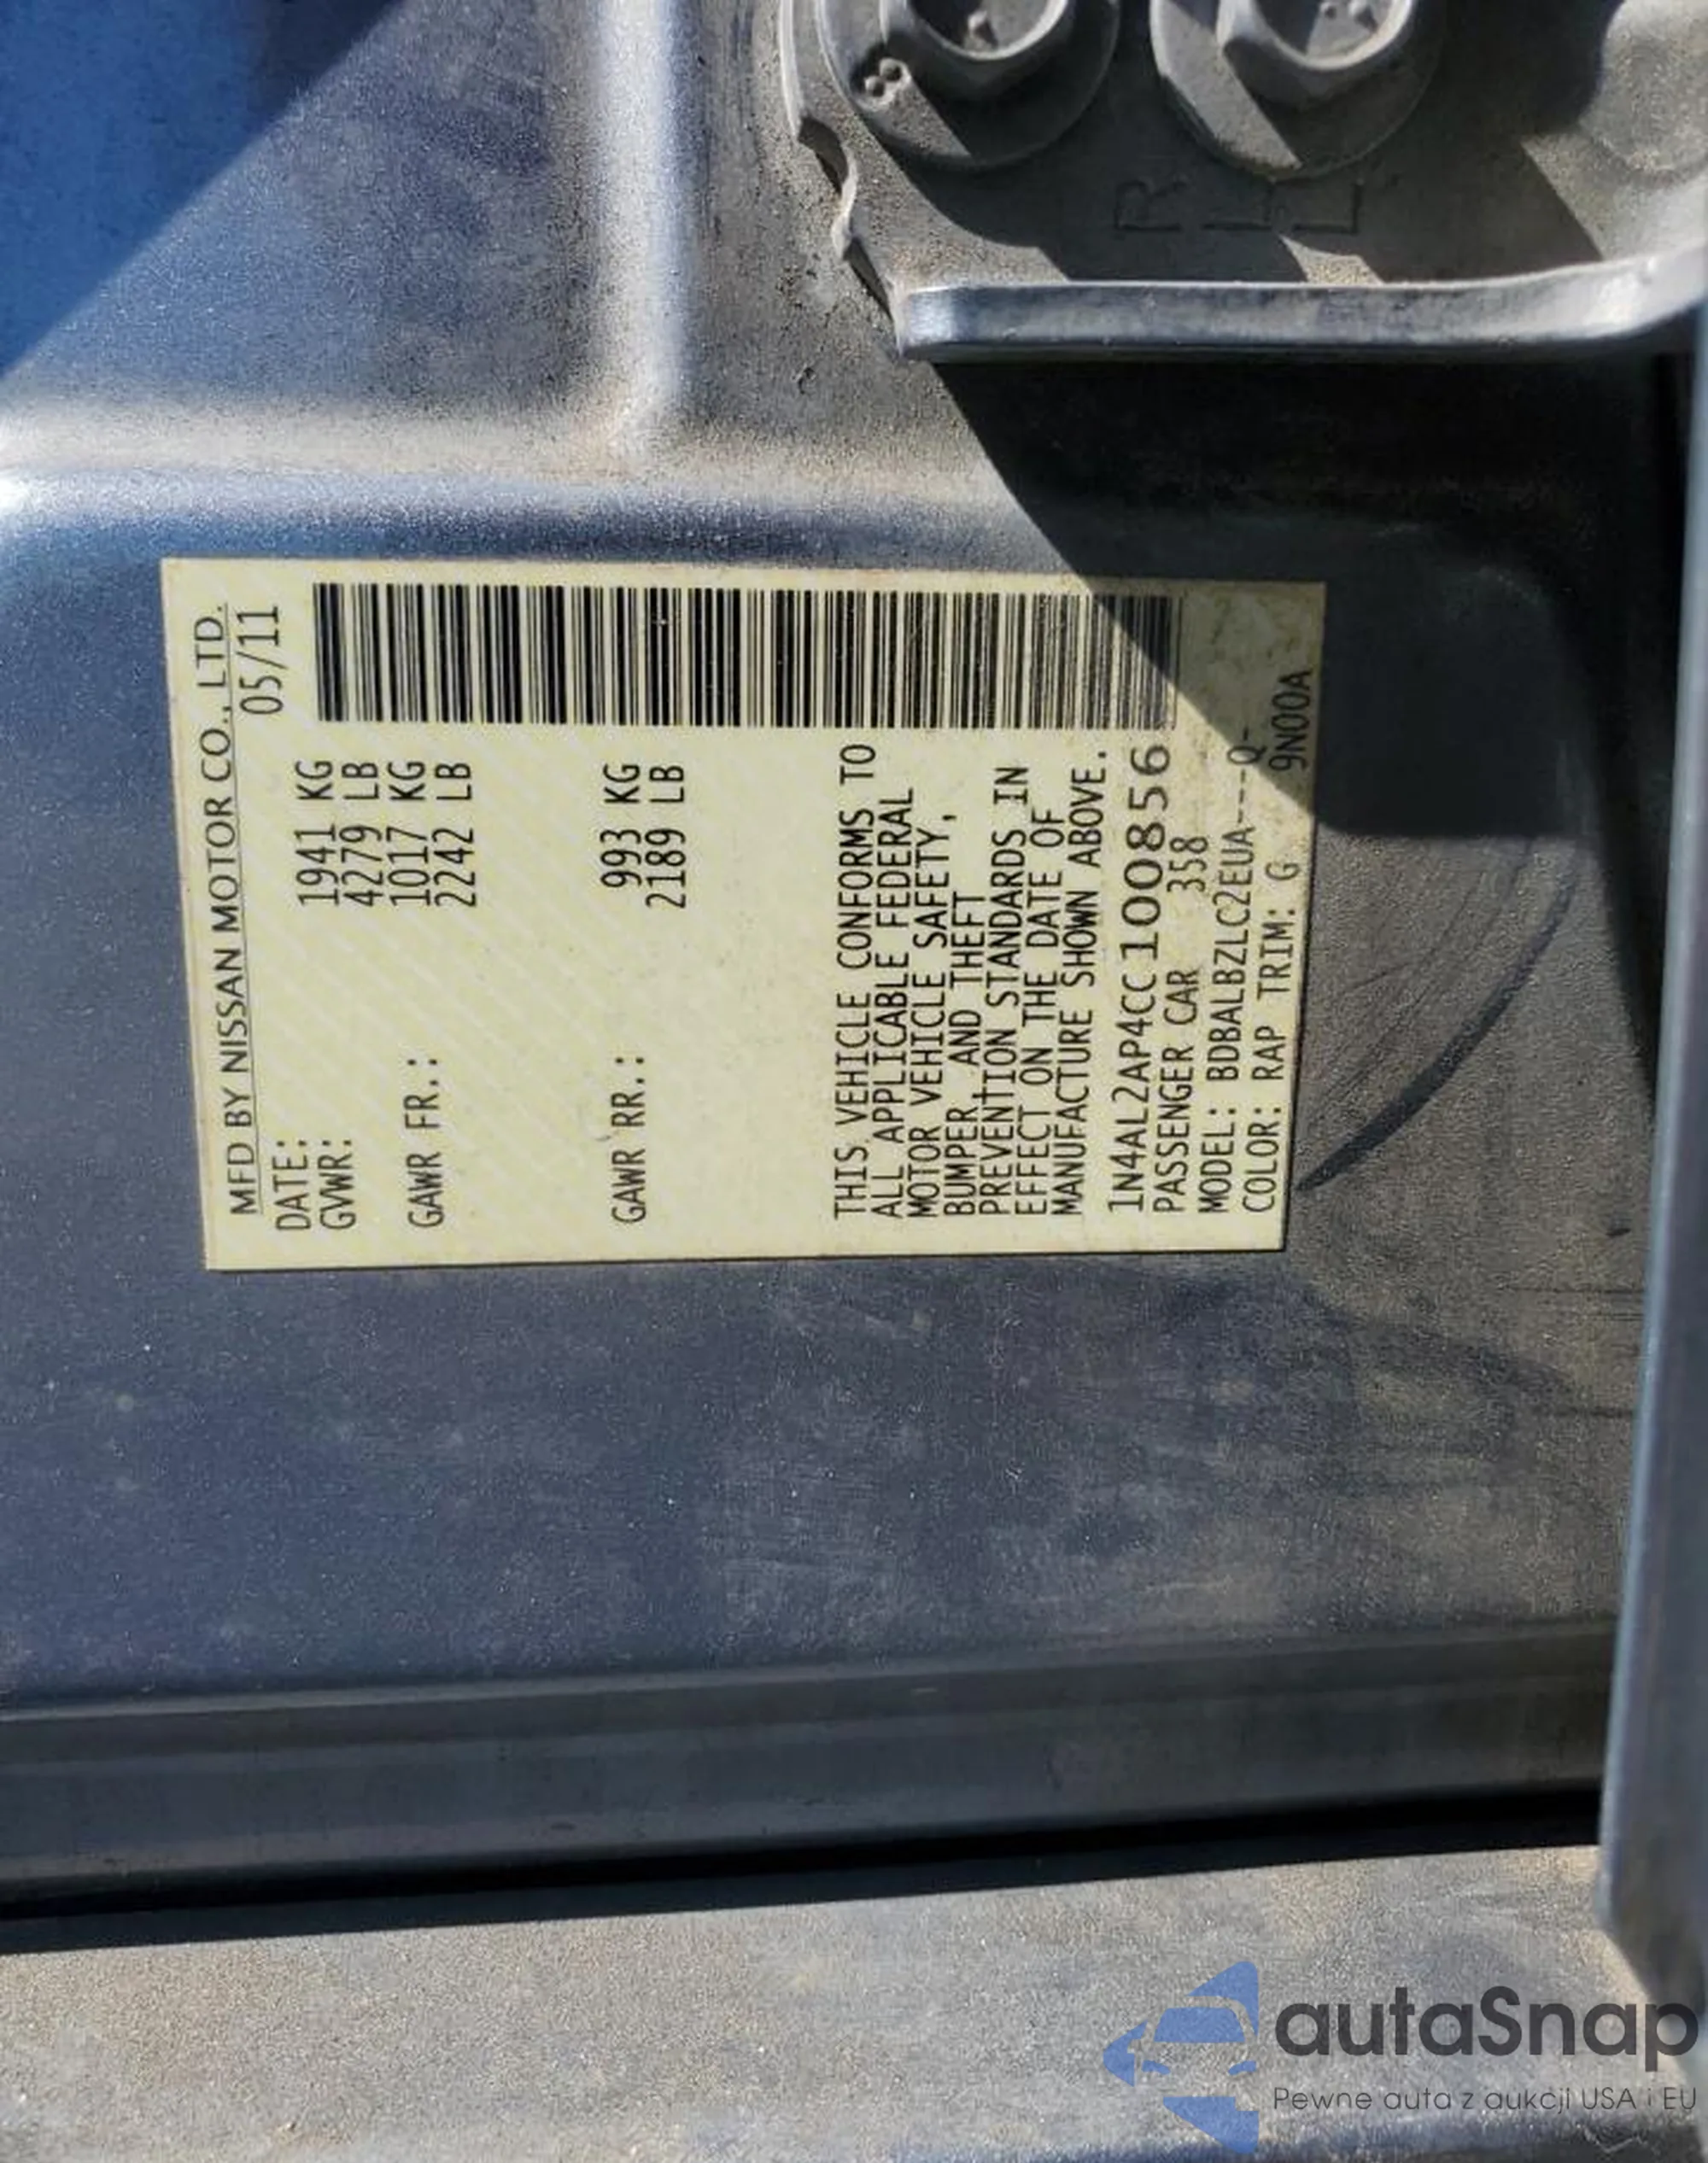 MFD BY NISSAN MOTOR CO., LTD.
DATE: 05/11
GVWR: 1941 KG
4279 LB
GAWR FR.: 1017 KG
2242 LB
GAWR RR.: 993 KG
2189 LB
THIS VEHICLE CONFORMS TO
ALL APPLICABLE FEDERAL
MOTOR VEHICLE SAFETY,
BUMPER, AND THEFT
PREVENTION STANDARDS IN
EFFECT ON THE DATE OF
MANUFACTURE SHOWN ABOVE.
1N4AL2AP4CC100856
PASSENGER CAR 358
MODEL: BDBALBZLC2EUA---Q-
COLOR: RAP TRIM: G 9N00A
8
R
H
L
autaSnap
Pewne auta z aukcji USA i EU